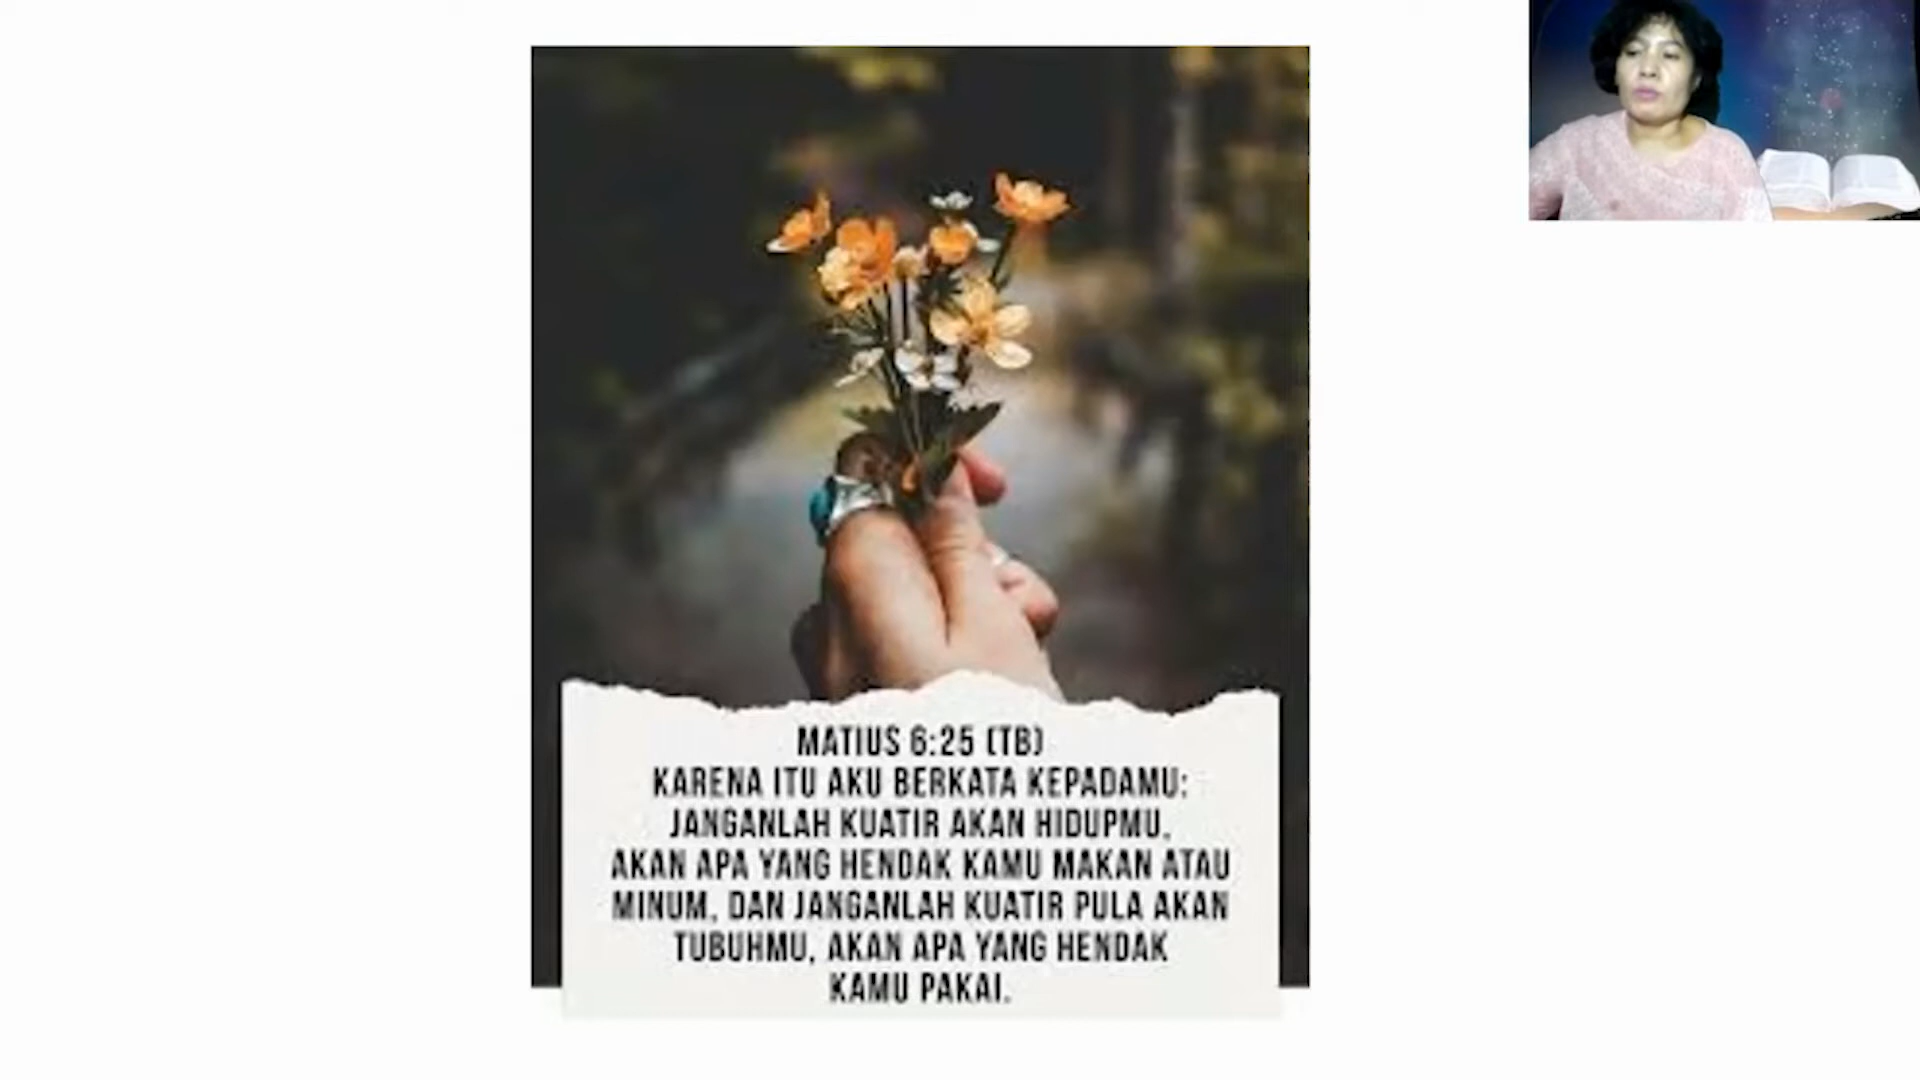 MATIUS 6:25 (TB)
KARENA ITU AKU BERKATA KEPADAMU:
JANGANLAH KUATIR AKAN HIDUPMU,
AKAN APA YANG HENDAK KAMU MAKAN ATAU
MINUM, DAN JANGANLAH KUATIR PULA AKAN
TUBUHMU, AKAN APA YANG HENDAK
KAMU PAKAI.